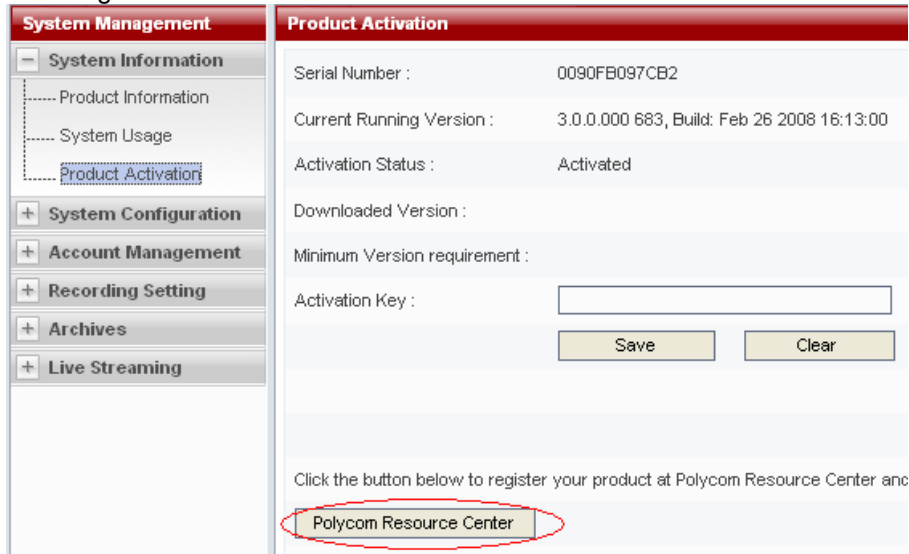 System Management
System Information
Product Information
System Usage
Product Activation
System Configuration
Account Management
Recording Setting
Archives
Live Streaming
Product Activation
Serial Number : 0090FB097CB2
Current Running Version : 3.0.0.000 683, Build: Feb 26 2008 16:13:00
Activation Status : Activated
Downloaded Version :
Minimum Version requirement :
Activation Key :
Save Clear
Click the button below to register your product at Polycom Resource Center and
Polycom Resource Center